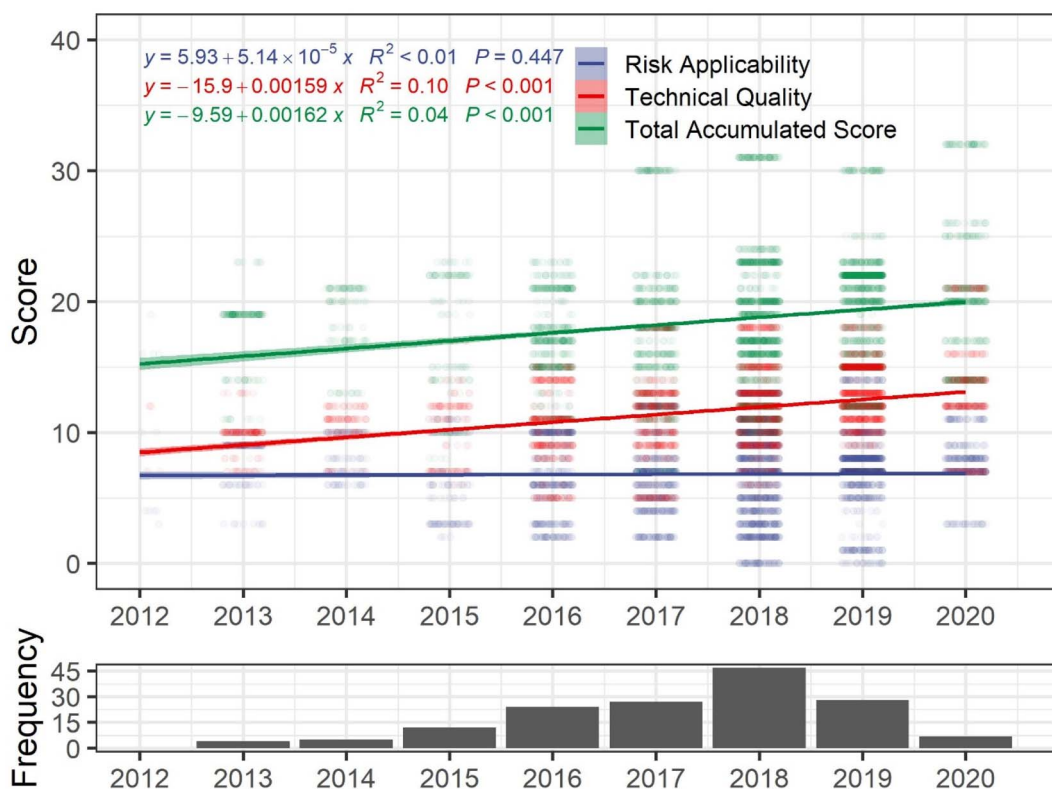 40
30
20
10
0
Score
y = 5.93 + 5.14 × 10⁻⁵ x R² < 0.01 P = 0.447
y = −15.9 + 0.00159 x R² = 0.10 P < 0.001
y = −9.59 + 0.00162 x R² = 0.04 P < 0.001
Risk Applicability
Technical Quality
Total Accumulated Score
2012 2013 2014 2015 2016 2017 2018 2019 2020
Frequency
45
30
15
0
2012 2013 2014 2015 2016 2017 2018 2019 2020